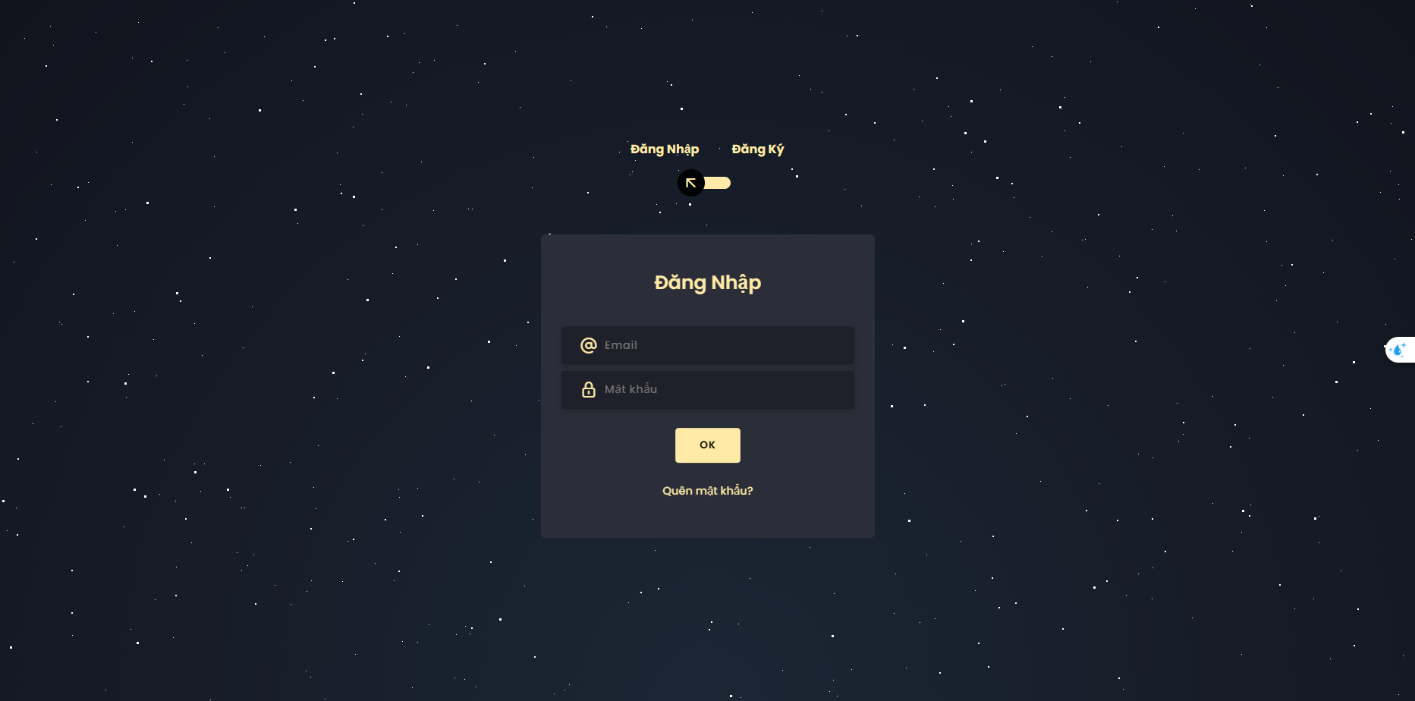 Đăng Nhập Đăng Ký
Đăng Nhập
Email
Mật khẩu
OK
Quên mật khẩu?